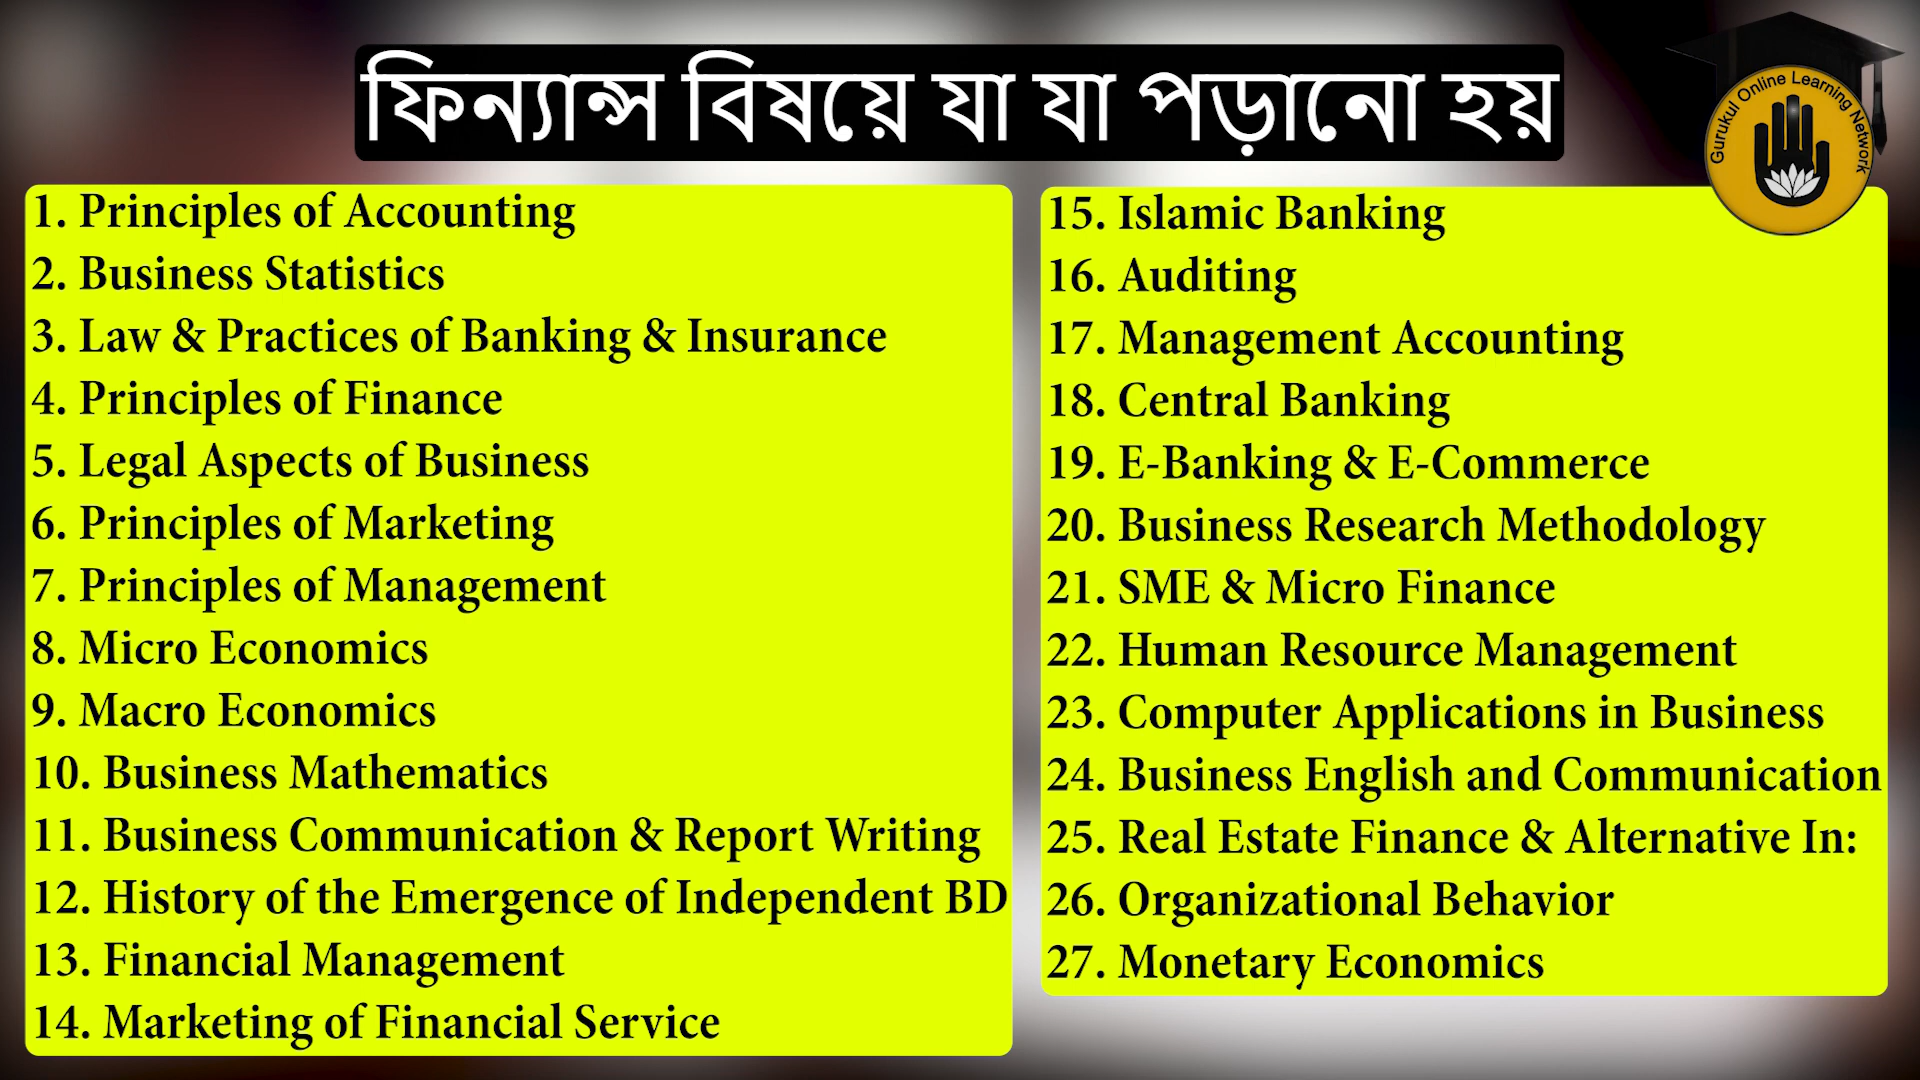 ফিন্যান্স বিষয়ে যা যা পড়ানো হয়
Gurukul Online Learning Network
1. Principles of Accounting
2. Business Statistics
3. Law & Practices of Banking & Insurance
4. Principles of Finance
5. Legal Aspects of Business
6. Principles of Marketing
7. Principles of Management
8. Micro Economics
9. Macro Economics
10. Business Mathematics
11. Business Communication & Report Writing
12. History of the Emergence of Independent BD
13. Financial Management
14. Marketing of Financial Service
15. Islamic Banking
16. Auditing
17. Management Accounting
18. Central Banking
19. E-Banking & E-Commerce
20. Business Research Methodology
21. SME & Micro Finance
22. Human Resource Management
23. Computer Applications in Business
24. Business English and Communication
25. Real Estate Finance & Alternative In:
26. Organizational Behavior
27. Monetary Economics